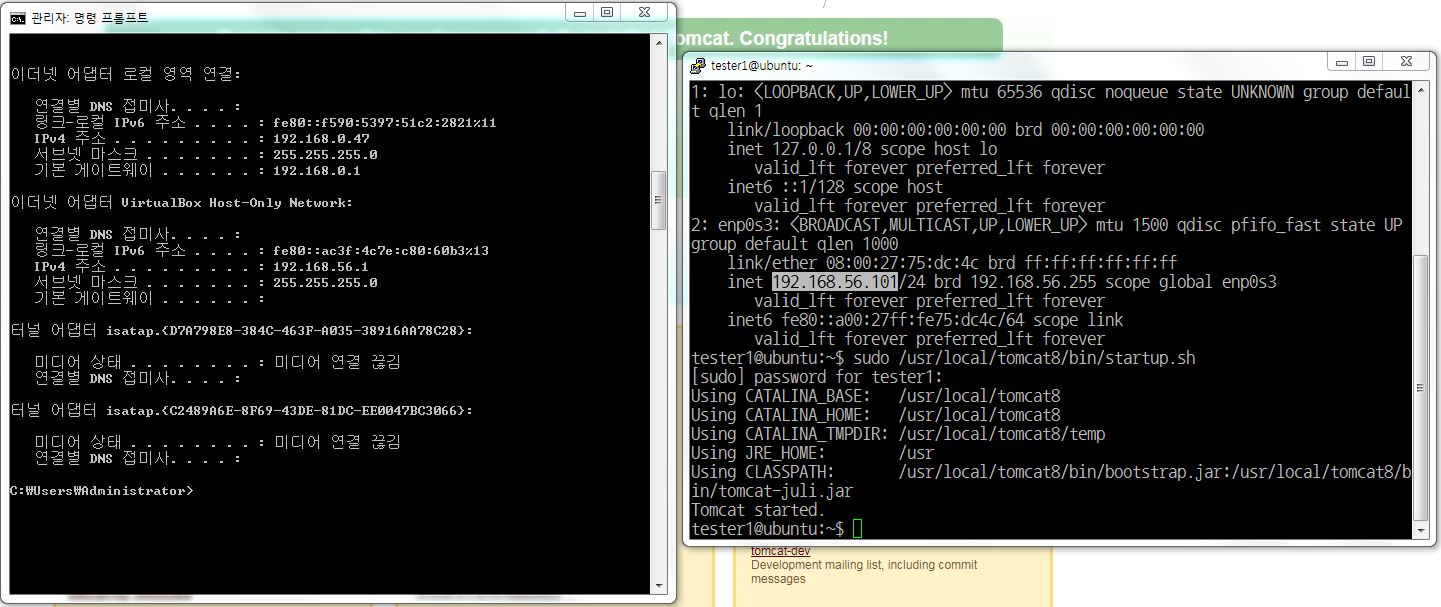 관리자: 명령 프롬프트
이더넷 어댑터 로컬 영역 연결:
연결별 DNS 접미사. . . . :
링크-로컬 IPv6 주소 . . . . : fe80::f590:5397:51c2:2821%11
IPv4 주소 . . . . . . . . . : 192.168.0.47
서브넷 마스크 . . . . . . . : 255.255.255.0
기본 게이트웨이 . . . . . . : 192.168.0.1
이더넷 어댑터 VirtualBox Host-Only Network:
연결별 DNS 접미사. . . . :
링크-로컬 IPv6 주소 . . . . : fe80::ac3f:4c7e:c80:60b3%13
IPv4 주소 . . . . . . . . . : 192.168.56.1
서브넷 마스크 . . . . . . . : 255.255.255.0
기본 게이트웨이 . . . . . . :
터널 어댑터 isatap.{D7A798E8-384C-463F-A035-38916AA78C28}:
미디어 상태 . . . . . . . . : 미디어 연결 끊김
연결별 DNS 접미사. . . . :
터널 어댑터 isatap.{C2489A6E-8F69-43DE-81DC-EE0047BC3066}:
미디어 상태 . . . . . . . . : 미디어 연결 끊김
연결별 DNS 접미사. . . . :
C:₩Users₩Administrator>
omcat. Congratulations!
tester1@ubuntu: ~
1: lo: <LOOPBACK,UP,LOWER_UP> mtu 65536 qdisc noqueue state UNKNOWN group defaul
t qlen 1
link/loopback 00:00:00:00:00:00 brd 00:00:00:00:00:00
inet 127.0.0.1/8 scope host lo
valid_lft forever preferred_lft forever
inet6 ::1/128 scope host
valid_lft forever preferred_lft forever
2: enp0s3: <BROADCAST,MULTICAST,UP,LOWER_UP> mtu 1500 qdisc pfifo_fast state UP
group default qlen 1000
link/ether 08:00:27:75:dc:4c brd ff:ff:ff:ff:ff:ff
inet 192.168.56.101/24 brd 192.168.56.255 scope global enp0s3
valid_lft forever preferred_lft forever
inet6 fe80::a00:27ff:fe75:dc4c/64 scope link
valid_lft forever preferred_lft forever
tester1@ubuntu:~$ sudo /usr/local/tomcat8/bin/startup.sh
[sudo] password for tester1:
Using CATALINA_BASE:   /usr/local/tomcat8
Using CATALINA_HOME:   /usr/local/tomcat8
Using CATALINA_TMPDIR: /usr/local/tomcat8/temp
Using JRE_HOME:        /usr
Using CLASSPATH:       /usr/local/tomcat8/bin/bootstrap.jar:/usr/local/tomcat8/b
in/tomcat-juli.jar
Tomcat started.
tester1@ubuntu:~$
tomcat-dev
Development mailing list, including commit
messages